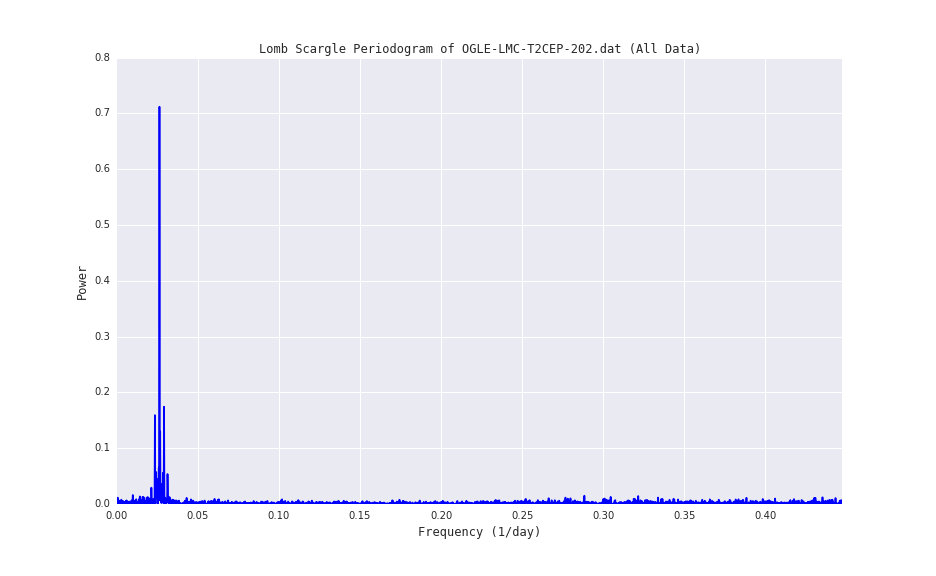 Lomb Scargle Periodogram of OGLE-LMC-T2CEP-202.dat (All Data)
0.8
0.7
0.6
0.5
0.4
0.3
0.2
0.1
0.0
Power
0.00 0.05 0.10 0.15 0.20 0.25 0.30 0.35 0.40
Frequency (1/day)